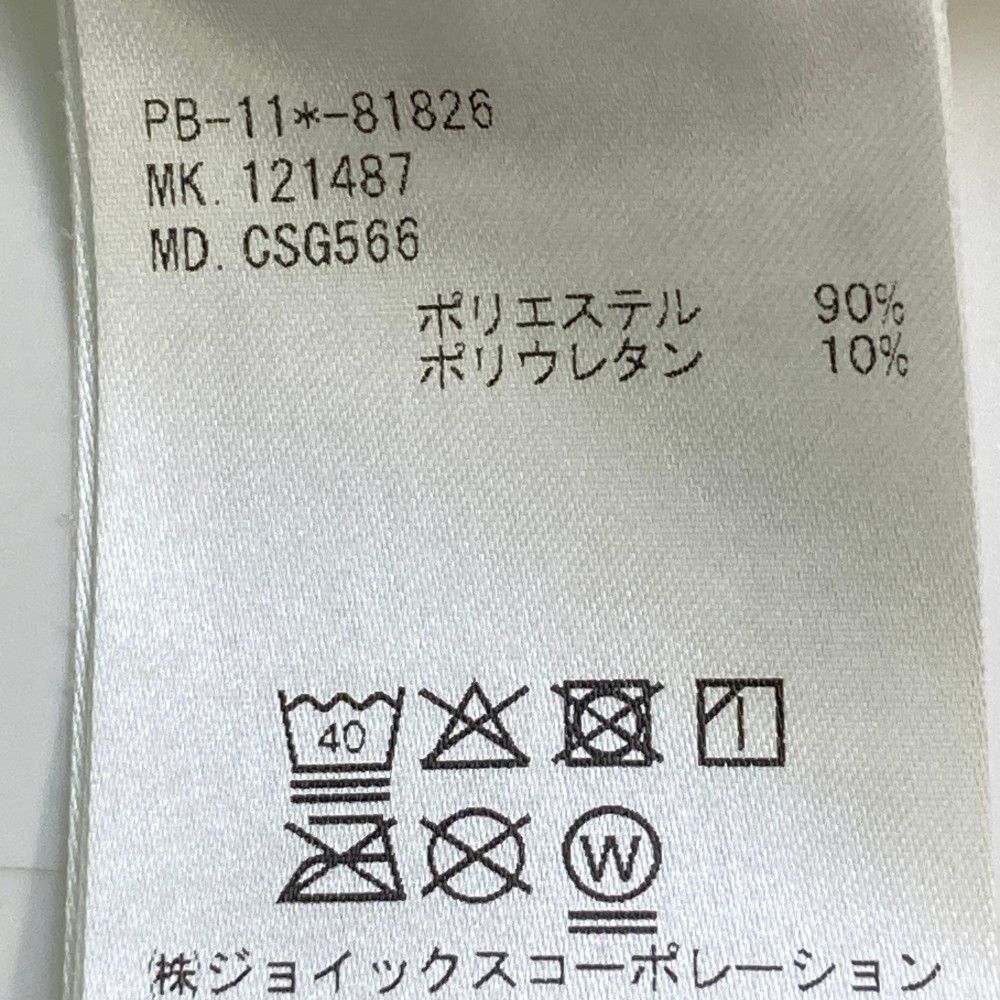 PB-11*-81826
MK. 121487
MD. CSG566
ポリエステル 90%
ポリウレタン 10%
40
W
㈱ジョイックスコーポレーション